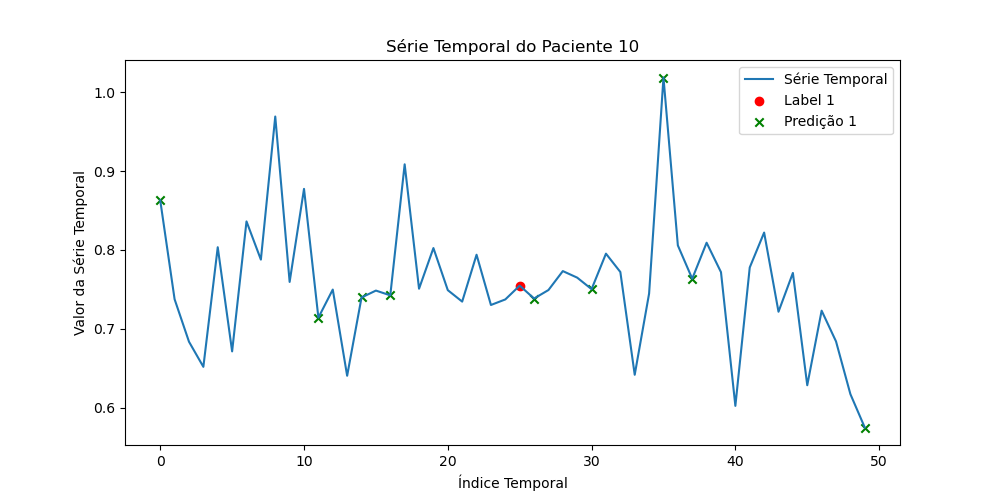 Série Temporal do Paciente 10
Série Temporal
Label 1
Predição 1
Valor da Série Temporal
1.0
0.9
0.8
0.7
0.6
0
10
20
30
40
50
Índice Temporal